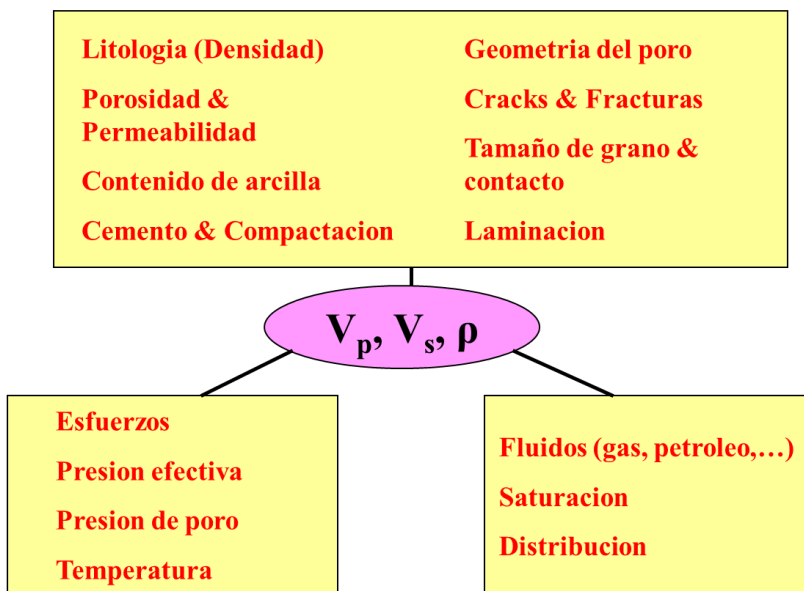 Litologia (Densidad)
Porosidad &
Permeabilidad
Contenido de arcilla
Cemento & Compactacion
Geometria del poro
Cracks & Fracturas
Tamaño de grano &
contacto
Laminacion
Vp, Vs, ρ
Esfuerzos
Presion efectiva
Presion de poro
Temperatura
Fluidos (gas, petroleo,…)
Saturacion
Distribucion